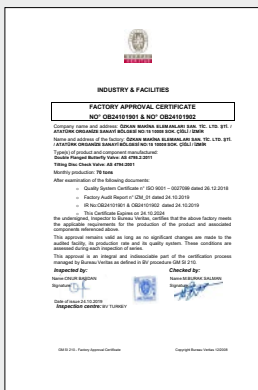 INDUSTRY & FACILITIES
FACTORY APPROVAL CERTIFICATE
NO° OB24101901 & NO° OB24101902
Company name and address: ÖZKAN MAKİNA ELEMANLARI SAN. TİC. LTD. ŞTİ. /
ATATÜRK ORGANİZE SANAYİ BÖLGESİ NO:15 10008 SOK. ÇİĞLİ / İZMİR
Name and address of the factory: ÖZKAN MAKİNA ELEMANLARI SAN. TİC. LTD. ŞTİ.
/ ATATÜRK ORGANİZE SANAYİ BÖLGESİ NO:15 10008 SOK. ÇİĞLİ / İZMİR
Type(s) of product and component manufactured:
Double Flanged Butterfly Valve: AS 4795.2:2011
Tilting Disc Check Valve: AS 4794:2001
Monthly production: 70 tons
After examination of the following documents:
– Quality System Certificate n° ISO 9001 – 0027099 dated 26.12.2018
– Factory Audit Report n° IZM_01 dated 24.10.2019
– IR No:OB24101901 & OB24101902 dated 24.10.2019
– This Certificate Expires on 24.10.2024
the undersigned, Inspector to Bureau Veritas, certifies that the above factory meets
the applicable requirements for the production of the product and associated
components referenced above.
This approval remains valid as long as no significant changes are made to the
audited facility, its production rate and its quality system. These conditions are
assessed during each inspection of series.
This approval is an integral and indissociable part of the certification process
managed by Bureau Veritas as defined in BV procedure GM SI 210.
Inspected by: Checked by:
Name:ONUR BAŞDAN Name:M.BURAK SALMAN
Signature: Signature:
Date of issue 24.10.2019
Inspection centre: BV TURKEY
GM SI 210 - Factory Approval Certificate Copyright Bureau Veritas